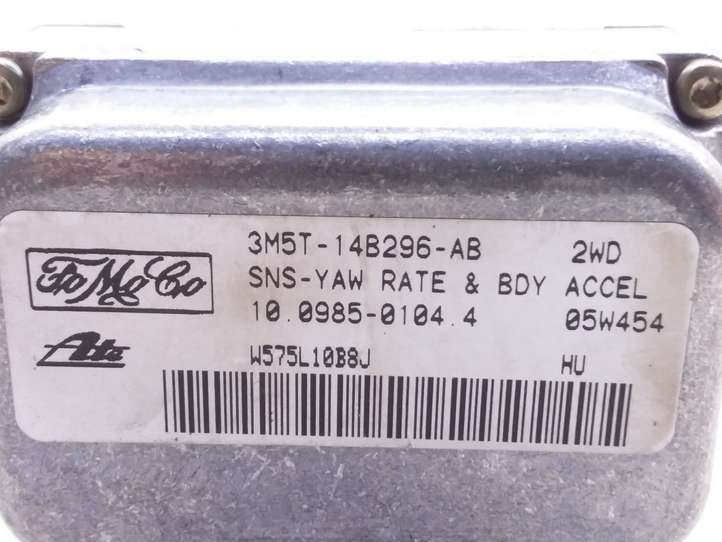 3M5T-14B296-AB 2WD
FoMoCo
SNS-YAW RATE & BDY ACCEL
10.0985-0104.4 05W454
Ate
W575L10B8J HU